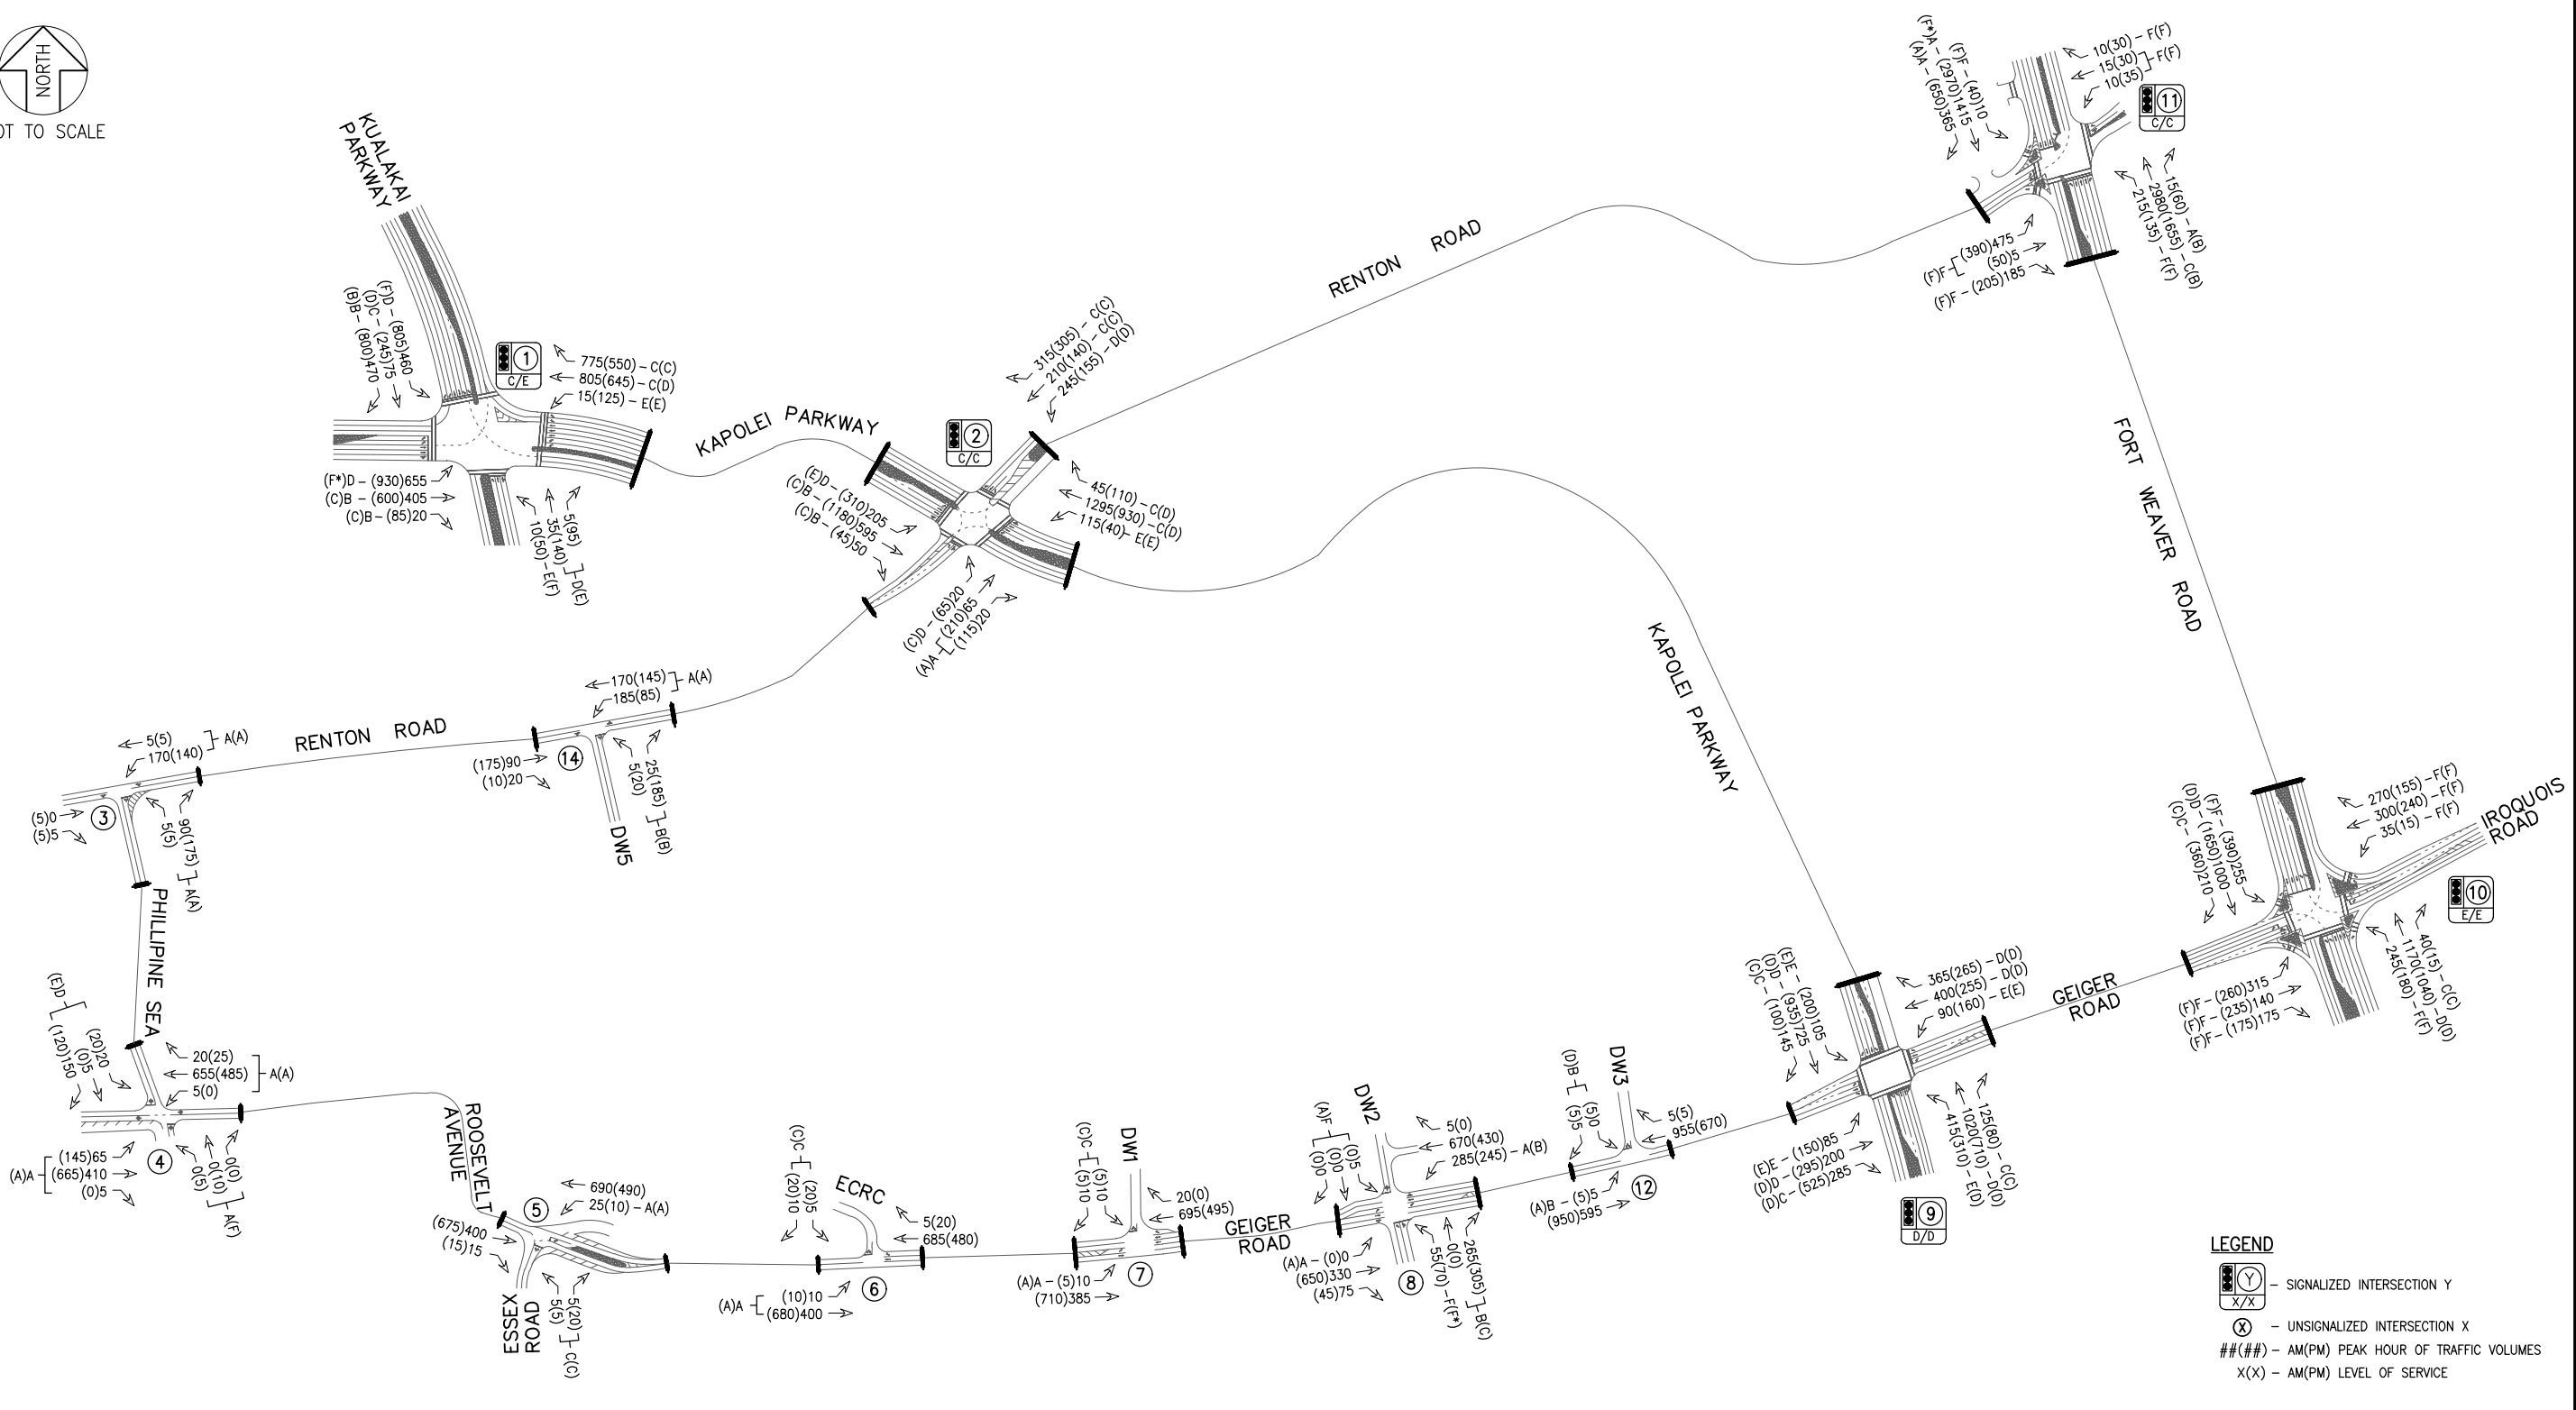 NORTH
OT TO SCALE
KUALAKAI
PARKWAY
(F)D – (805)460
(D)C – (245)75
(B)B – (800)470
1
C/E
775(550) – C(C)
805(645) – C(D)
15(125) – E(E)
(F*)D – (930)655
(C)B – (600)405
(C)B – (85)20
5(95)
35(140)
D(E)
10(50) – E(F)
KAPOLEI PARKWAY
2
C/C
315(305) – C(C)
210(140) – C(C)
245(155) – D(D)
(E)D – (310)205
(C)B – (1180)595
(C)B – (45)50
45(110) – C(D)
1295(930) – C(D)
115(40) – E(E)
(C)D – (65)20
(A)A
(210)65
(115)20
RENTON ROAD
(F)F – (40)10
(F*)A – (2970)1415
(A)A – (650)365
10(30) – F(F)
15(30)
F(F)
10(35)
11
C/C
15(60) – A(B)
2980(1655) – C(B)
215(135) – F(F)
(F)F
(390)475
(50)5
(F)F – (205)185
FORT WEAVER ROAD
KAPOLEI PARKWAY
170(145)
A(A)
185(85)
(175)90
(10)20
14
25(185)
B(B)
5(20)
DW5
RENTON ROAD
5(5)
A(A)
170(140)
(5)0
(5)5
3
90(175)
A(A)
5(5)
PHILLIPINE SEA
(E)D
(20)20
(0)5
(120)150
20(25)
655(485)
A(A)
5(0)
(A)A
(145)65
(665)410
(0)5
4
0(0)
0(10)
A(F)
0(5)
ROOSEVELT
AVENUE
5
690(490)
25(10) – A(A)
(675)400
(15)15
ESSEX
ROAD
5(20)
C(C)
5(5)
(C)C
(20)5
(20)10
ECRC
5(20)
685(480)
(A)A
(10)10
(680)400
6
(C)C
(5)10
(5)10
DW1
20(0)
695(495)
(A)A – (5)10
(710)385
7
GEIGER
ROAD
(A)F
(0)5
(0)0
(0)0
DW2
5(0)
670(430)
285(245) – A(B)
(A)A – (0)0
(650)330
(45)75
8
265(305)
B(C)
0(0)
55(70) – F(F*)
(D)B
(5)0
(5)5
DW3
5(5)
955(670)
(A)B – (5)5
(950)595
12
(E)E – (200)105
(D)D – (935)725
(C)C – (100)145
365(265) – D(D)
400(255) – D(D)
90(160) – E(E)
(E)E – (150)85
(D)D – (295)200
(D)C – (525)285
125(80) – C(C)
1020(710) – D(D)
415(310) – E(D)
9
D/D
GEIGER
ROAD
(F)F – (390)255
(D)D – (1650)1000
(C)C – (360)210
270(155) – F(F)
300(240) – F(F)
35(15) – F(F)
IROQUOIS
ROAD
10
E/E
40(15) – C(C)
1170(1040) – D(D)
245(180) – F(F)
(F)F – (260)315
(F)F – (235)140
(F)F – (175)175
LEGEND
Y
X/X
– SIGNALIZED INTERSECTION Y
X – UNSIGNALIZED INTERSECTION X
##(##) – AM(PM) PEAK HOUR OF TRAFFIC VOLUMES
X(X) – AM(PM) LEVEL OF SERVICE